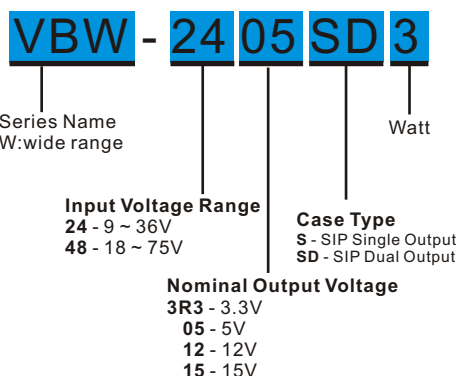 VBW - 24 05 SD 3
Series Name
W:wide range
Watt
Input Voltage Range
24 - 9 ~ 36V
48 - 18 ~ 75V
Case Type
S - SIP Single Output
SD - SIP Dual Output
Nominal Output Voltage
3R3 - 3.3V
05 - 5V
12 - 12V
15 - 15V